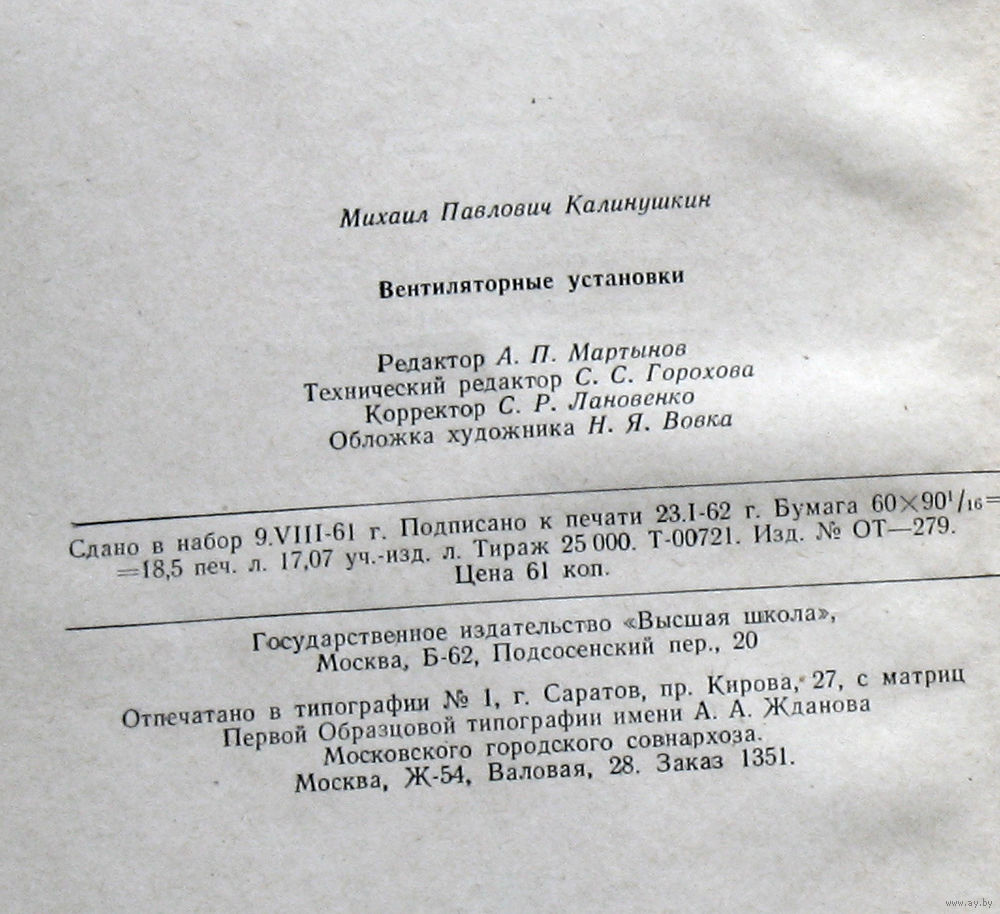 Михаил Павлович Калинушкин
Вентиляторные установки
Редактор А. П. Мартынов
Технический редактор С. С. Горохова
Корректор С. Р. Лановенко
Обложка художника Н. Я. Вовка
Сдано в набор 9.VIII-61 г. Подписано к печати 23.I-62 г. Бумага 60×90¹/₁₆=
=18,5 печ. л. 17,07 уч.-изд. л. Тираж 25 000. Т-00721. Изд. № ОТ—279.
Цена 61 коп.
Государственное издательство «Высшая школа»,
Москва, Б-62, Подсосенский пер., 20
Отпечатано в типографии № 1, г. Саратов, пр. Кирова, 27, с матриц
Первой Образцовой типографии имени А. А. Жданова
Московского городского совнархоза.
Москва, Ж-54, Валовая, 28. Заказ 1351.
www.ay.by